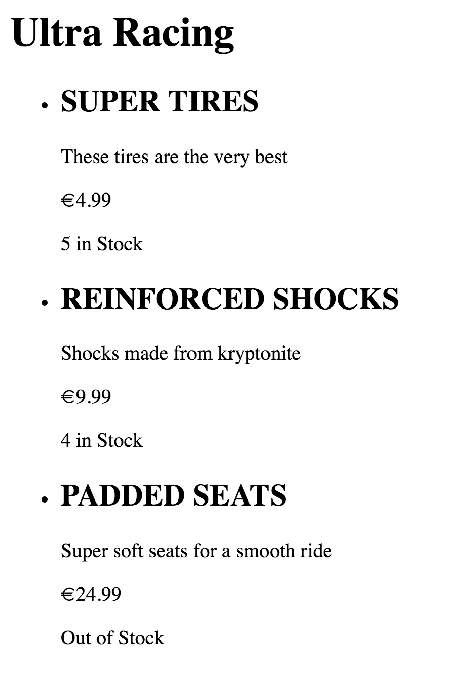 Ultra Racing
SUPER TIRES
These tires are the very best
€4.99
5 in Stock
REINFORCED SHOCKS
Shocks made from kryptonite
€9.99
4 in Stock
PADDED SEATS
Super soft seats for a smooth ride
€24.99
Out of Stock